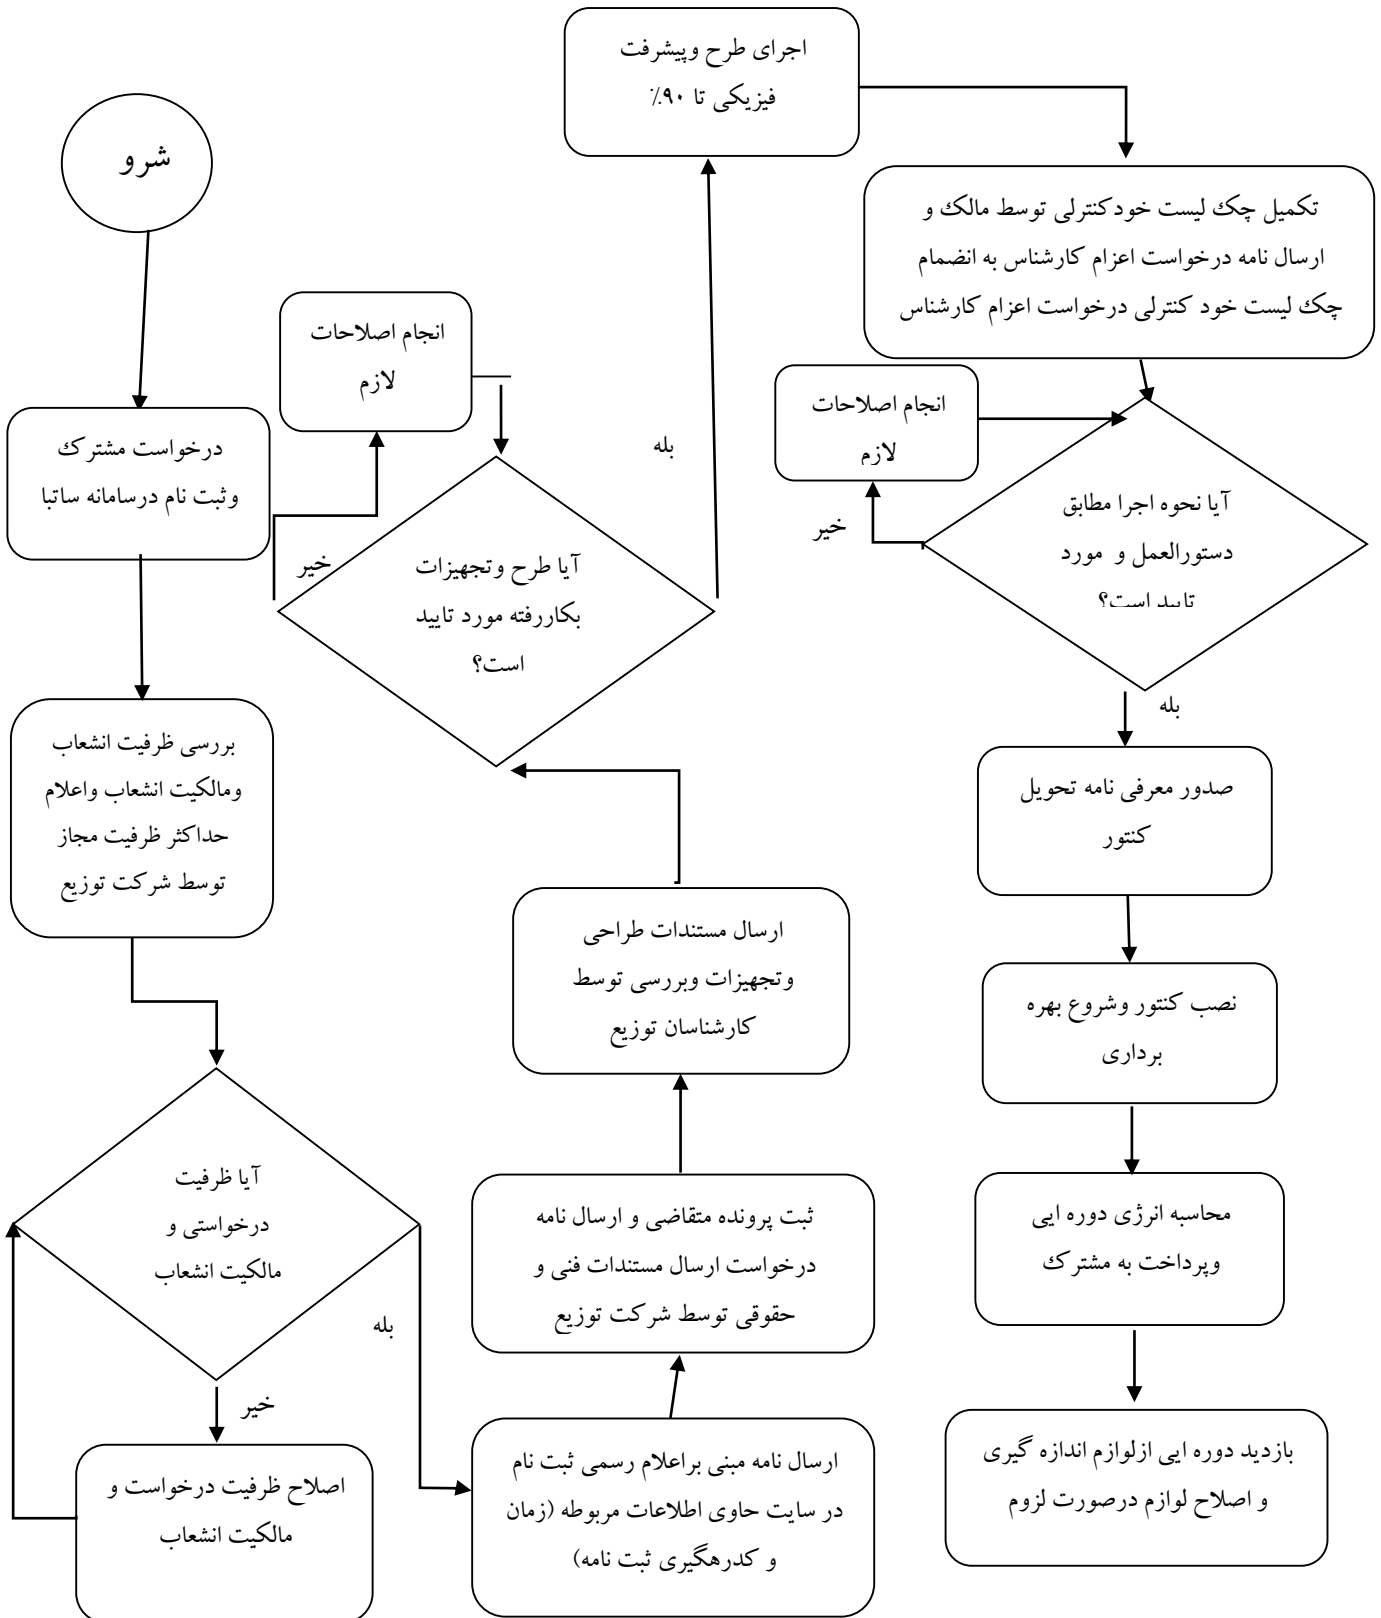 شرو
درخواست مشترک
وثبت نام درسامانه ساتبا
بررسی ظرفیت انشعاب
ومالکیت انشعاب واعلام
حداکثر ظرفیت مجاز
توسط شرکت توزیع
آیا ظرفیت
درخواستی و
مالکیت انشعاب
خیر
اصلاح ظرفیت درخواست و
مالکیت انشعاب
بله
ارسال نامه مبنی براعلام رسمی ثبت نام
در سایت حاوی اطلاعات مربوطه (زمان
و کدرهگیری ثبت نامه)
ثبت پرونده متقاضی و ارسال نامه
درخواست ارسال مستندات فنی و
حقوقی توسط شرکت توزیع
ارسال مستندات طراحی
وتجهیزات وبررسی توسط
کارشناسان توزیع
آیا طرح وتجهیزات
بکاررفته مورد تایید
است؟
خیر
انجام اصلاحات
لازم
بله
اجرای طرح وپیشرفت
فیزیکی تا ۹۰٪
تکمیل چک لیست خودکنترلی توسط مالک و
ارسال نامه درخواست اعزام کارشناس به انضمام
چک لیست خود کنترلی درخواست اعزام کارشناس
آیا نحوه اجرا مطابق
دستورالعمل و مورد
تایید است؟
خیر
انجام اصلاحات
لازم
بله
صدور معرفی نامه تحویل
کنتور
نصب کنتور وشروع بهره
برداری
محاسبه انرژی دوره ایی
وپرداخت به مشترک
بازدید دوره ایی ازلوازم اندازه گیری
و اصلاح لوازم درصورت لزوم